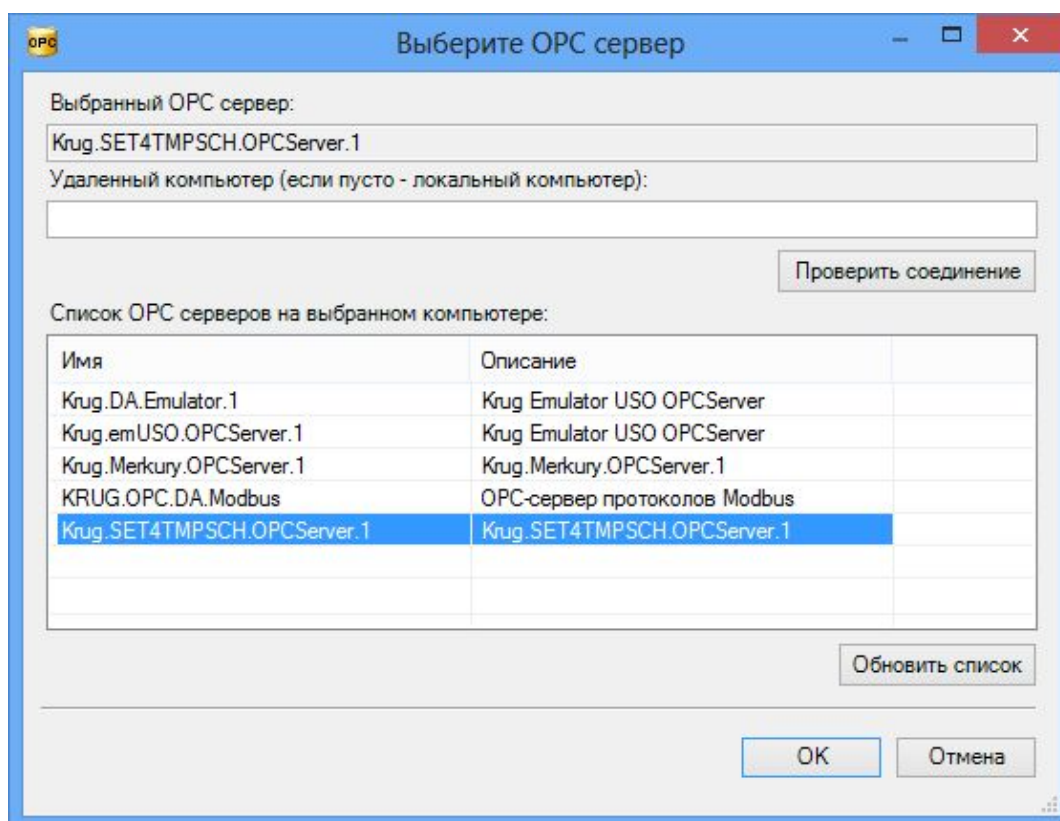 OPC
Выберите OPC сервер
Выбранный OPC сервер:
Krug.SET4TMPSCH.OPCServer.1
Удаленный компьютер (если пусто - локальный компьютер):
Проверить соединение
Список OPC серверов на выбранном компьютере:
Имя Описание
Krug.DA.Emulator.1 Krug Emulator USO OPCServer
Krug.emUSO.OPCServer.1 Krug Emulator USO OPCServer
Krug.Merkury.OPCServer.1 Krug.Merkury.OPCServer.1
KRUG.OPC.DA.Modbus OPC-сервер протоколов Modbus
Krug.SET4TMPSCH.OPCServer.1 Krug.SET4TMPSCH.OPCServer.1
Обновить список
OK Отмена